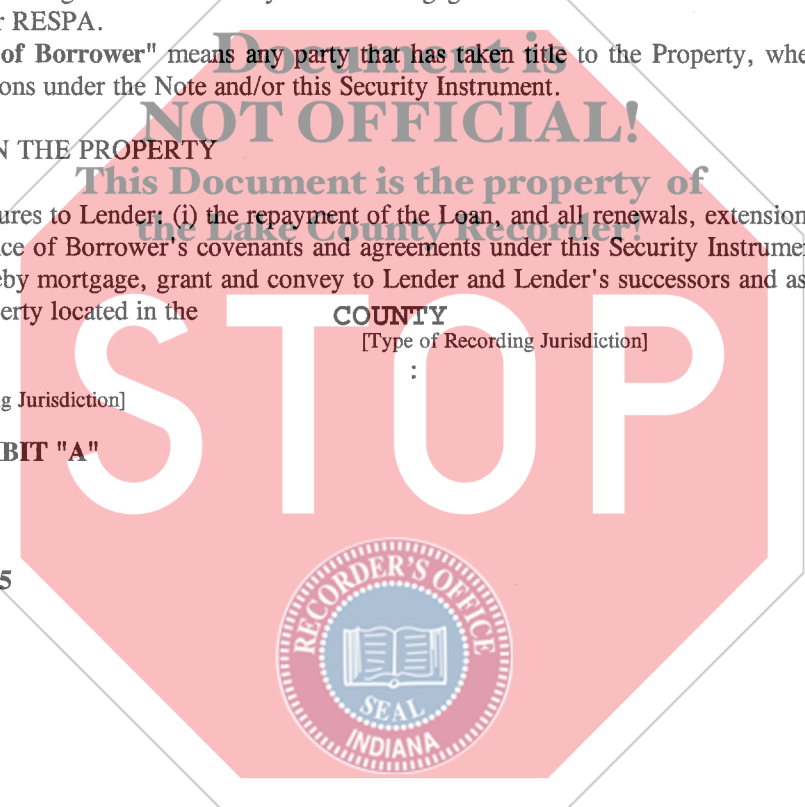 r RESPA.
Document is
of Borrower" means any party that has taken title to the Property, whe
ons under the Note and/or this Security Instrument.
NOT OFFICIAL!
N THE PROPERTY
This Document is the property of
ures to Lender: (i) the repayment of the Loan, and all renewals, extension
the Lake County Recorder!
ce of Borrower's covenants and agreements under this Security Instrume
eby mortgage, grant and convey to Lender and Lender's successors and as
erty located in the COUNTY
[Type of Recording Jurisdiction]
:
g Jurisdiction]
STOP
BIT "A"
5
RECORDER'S OFFICE
SEAL
INDIANA